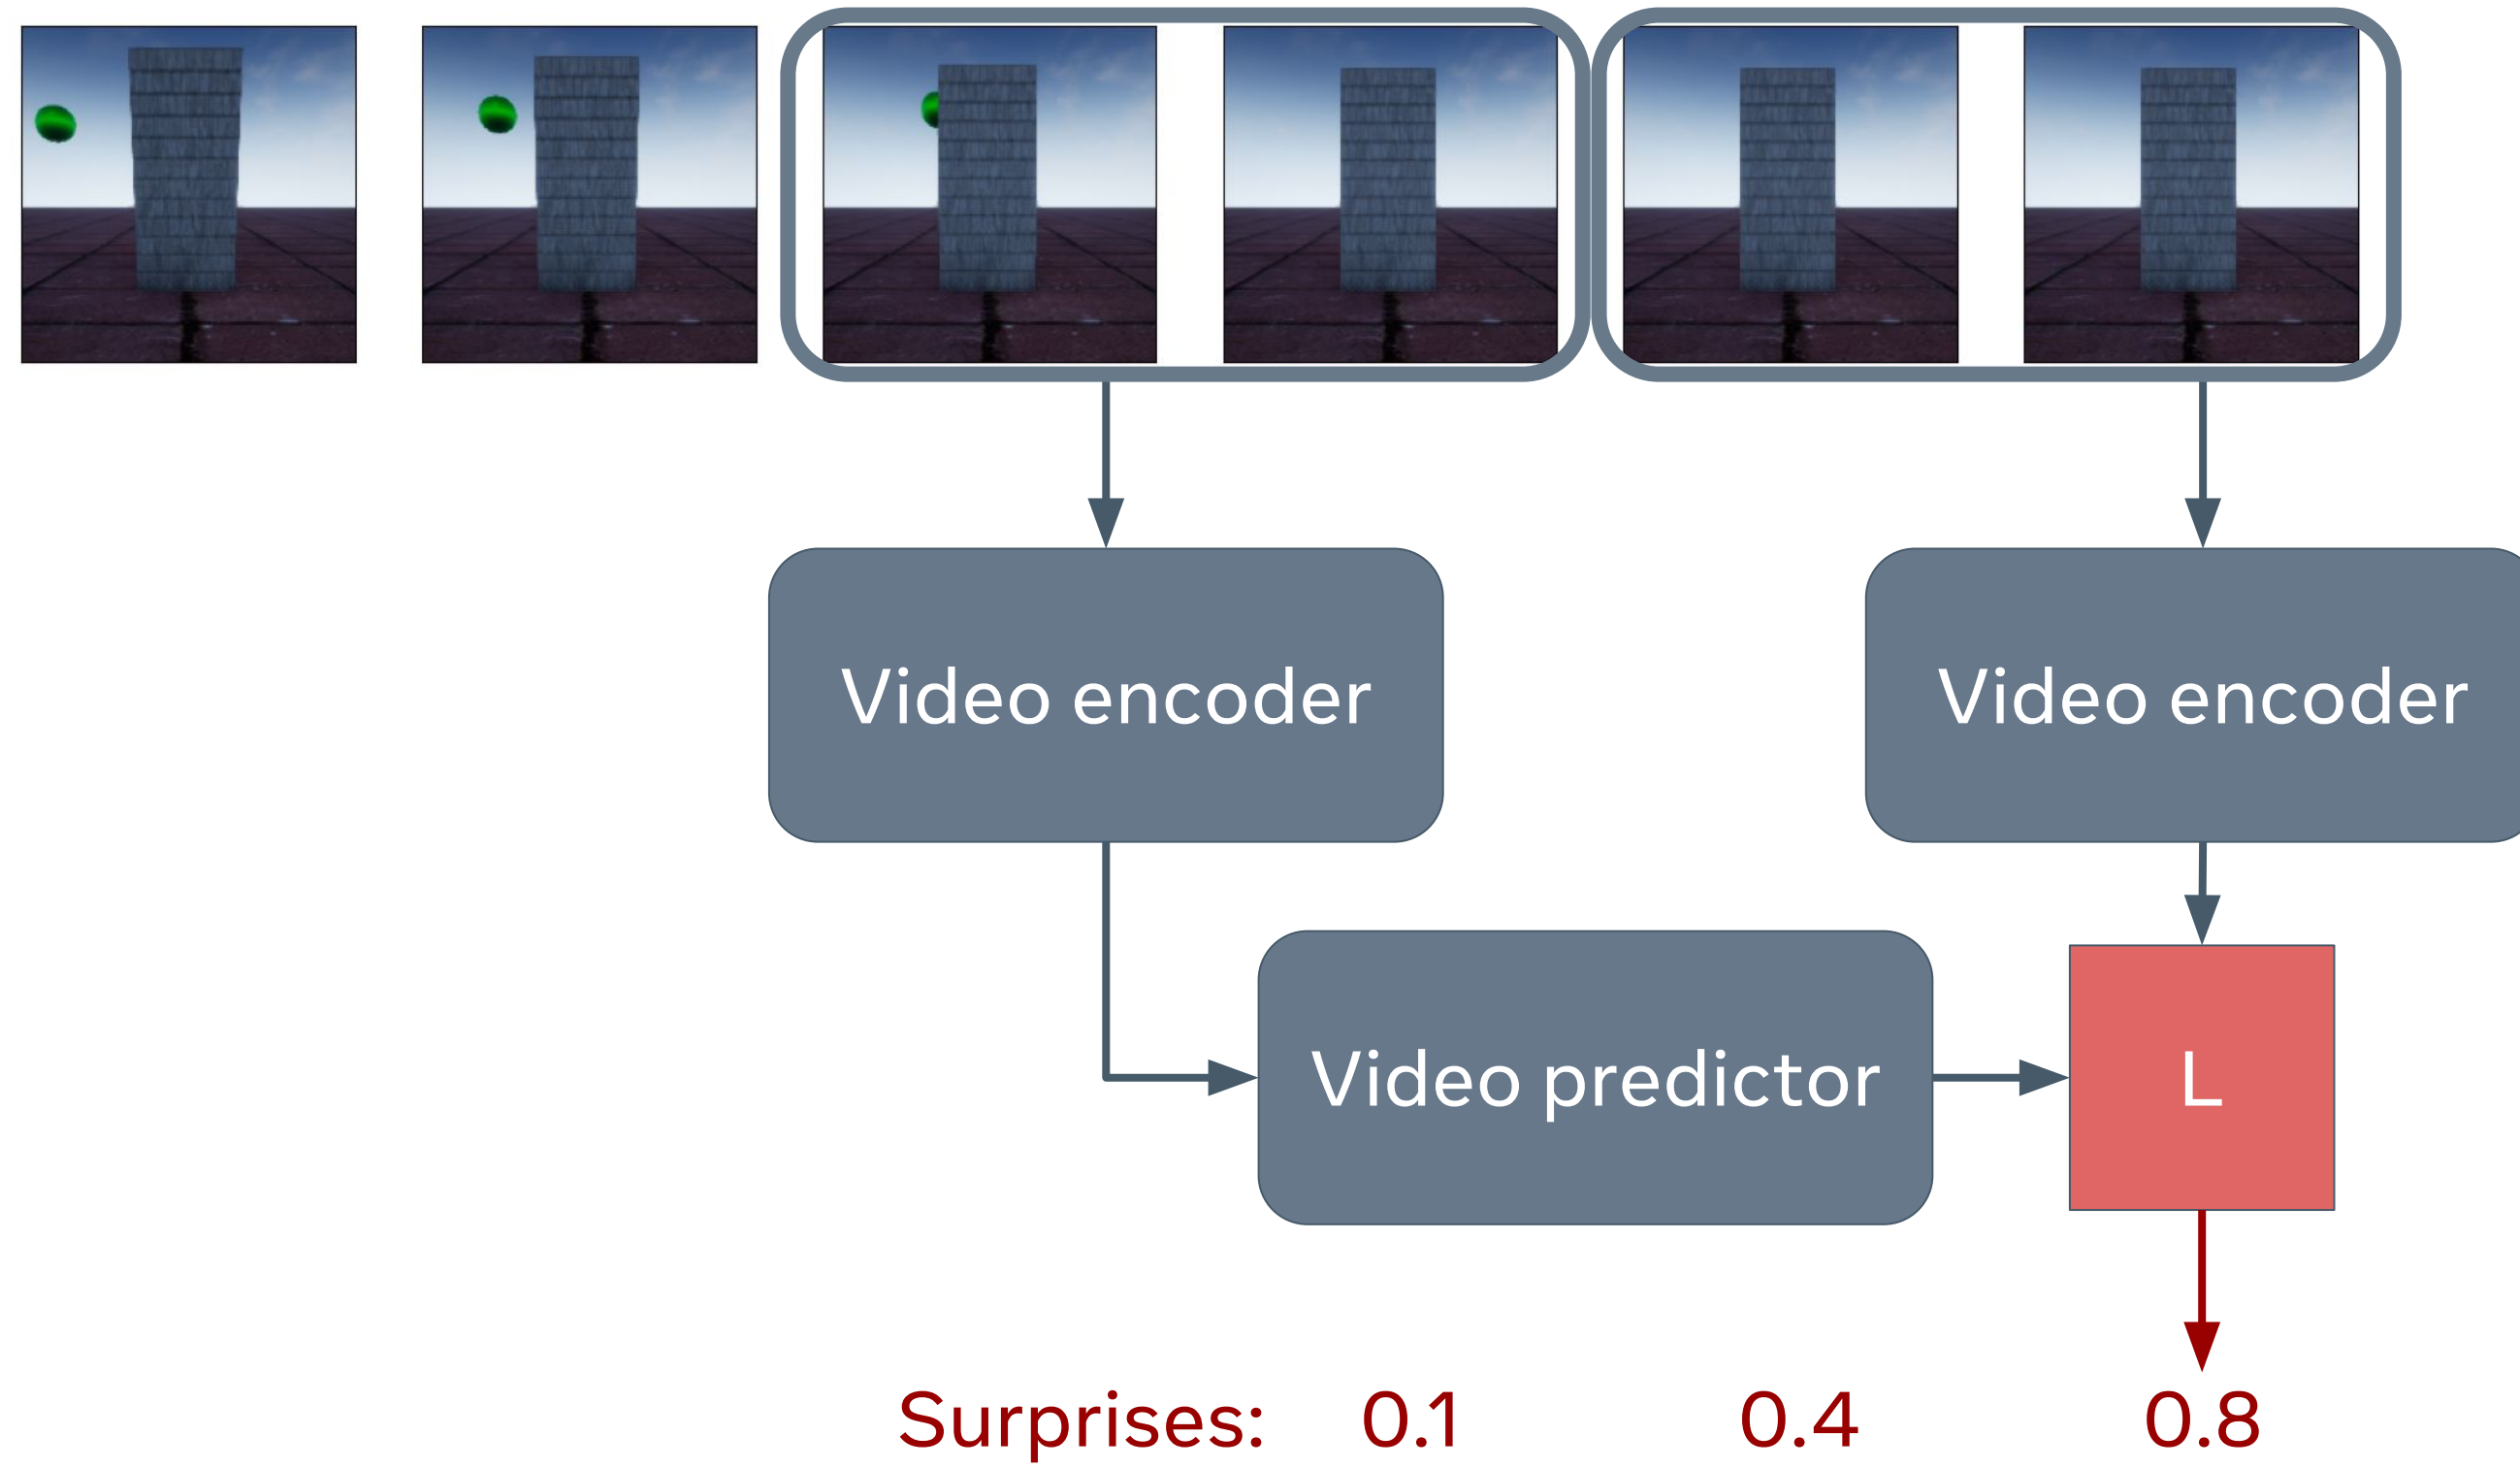 Video encoder
Video encoder
Video predictor
L
Surprises: 0.1 0.4 0.8